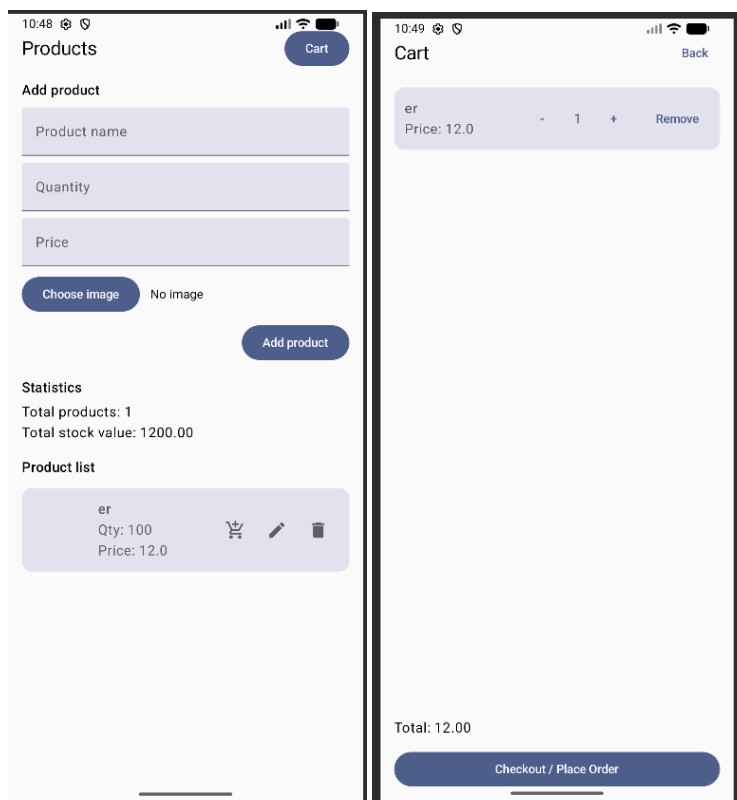 10:48
Products
Cart
Add product
Product name
Quantity
Price
Choose image No image
Add product
Statistics
Total products: 1
Total stock value: 1200.00
Product list
er
Qty: 100
Price: 12.0
10:49
Cart
Back
er
Price: 12.0
- 1 +
Remove
Total: 12.00
Checkout / Place Order